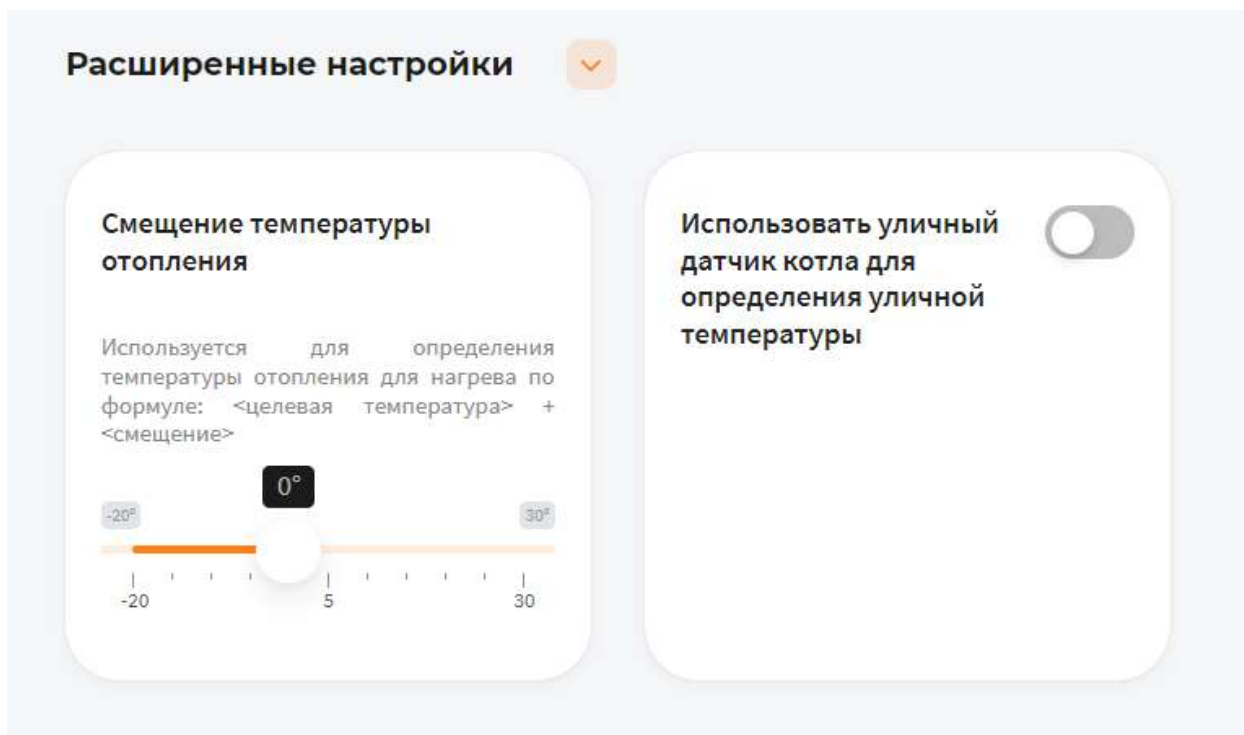 Расширенные настройки
Смещение температуры
отопления
Используется для определения
температуры отопления для нагрева по
формуле: <целевая температура> +
<смещение>
0°
-20° 30°
-20 5 30
Использовать уличный
датчик котла для
определения уличной
температуры